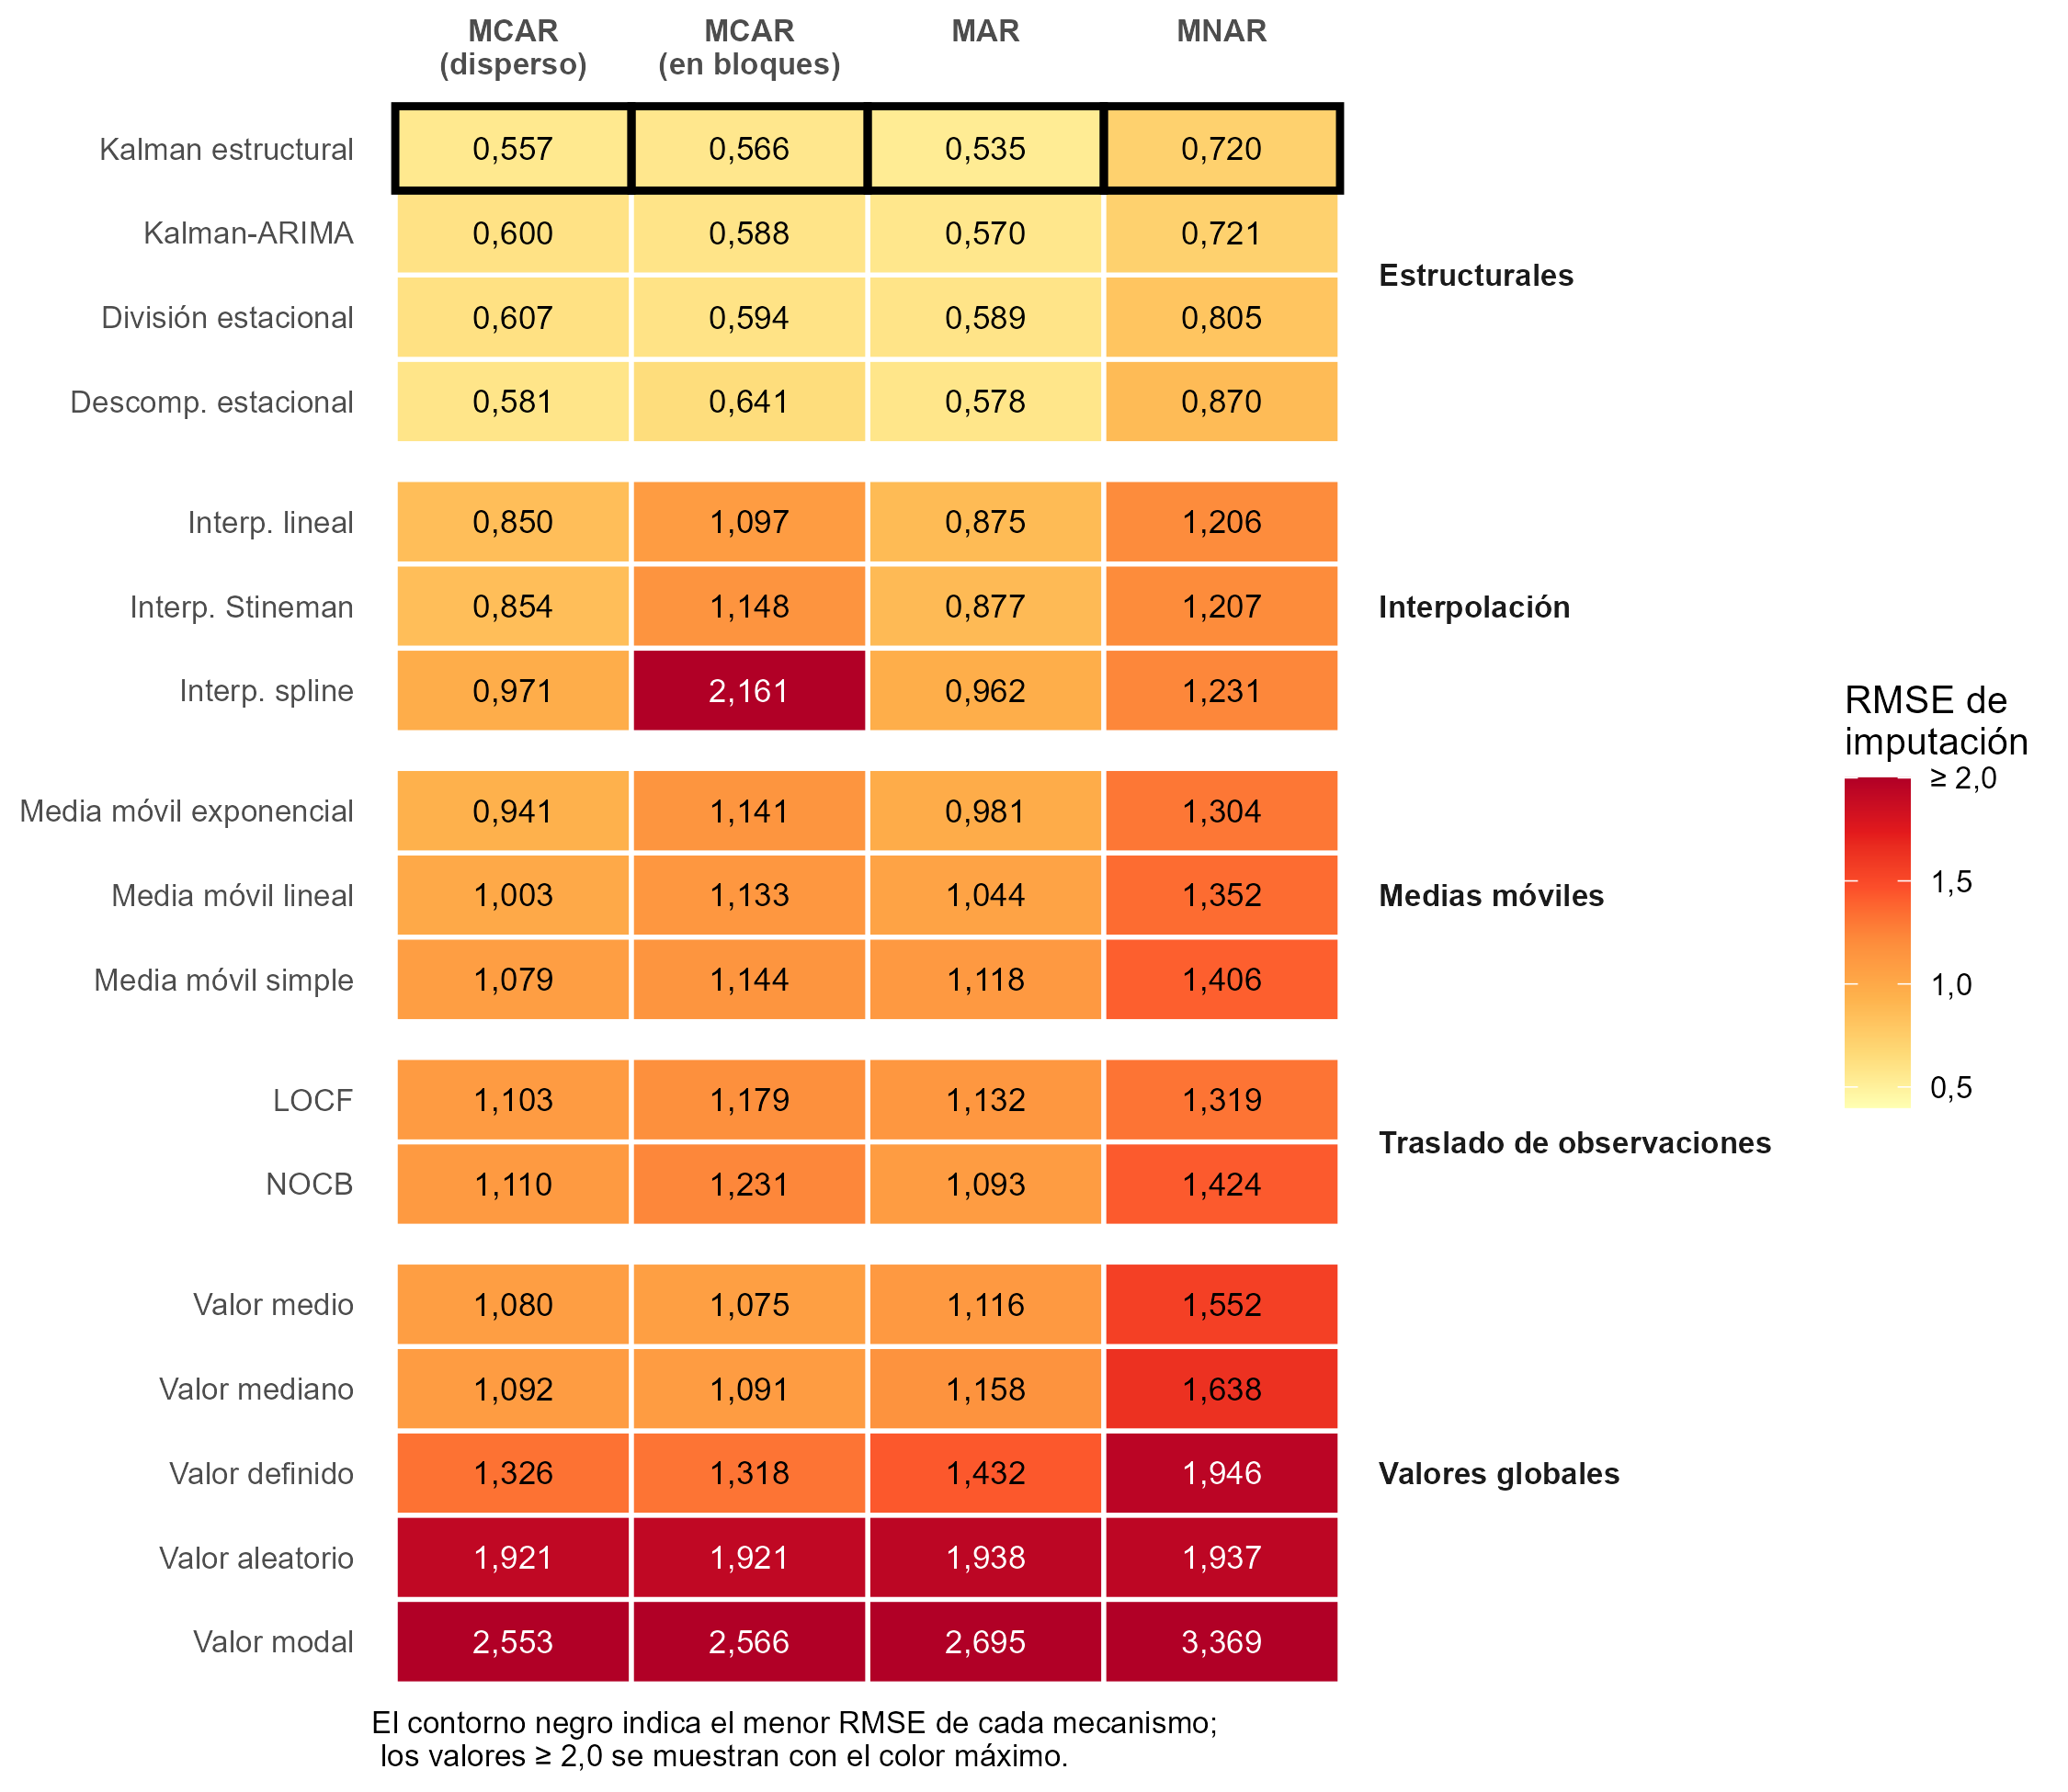 MCAR
(disperso)
MCAR
(en bloques)
MAR
MNAR
Kalman estructural 0,557 0,566 0,535 0,720
Kalman-ARIMA 0,600 0,588 0,570 0,721
División estacional 0,607 0,594 0,589 0,805
Descomp. estacional 0,581 0,641 0,578 0,870
Estructurales
Interp. lineal 0,850 1,097 0,875 1,206
Interp. Stineman 0,854 1,148 0,877 1,207
Interp. spline 0,971 2,161 0,962 1,231
Interpolación
Media móvil exponencial 0,941 1,141 0,981 1,304
Media móvil lineal 1,003 1,133 1,044 1,352
Media móvil simple 1,079 1,144 1,118 1,406
Medias móviles
LOCF 1,103 1,179 1,132 1,319
NOCB 1,110 1,231 1,093 1,424
Traslado de observaciones
Valor medio 1,080 1,075 1,116 1,552
Valor mediano 1,092 1,091 1,158 1,638
Valor definido 1,326 1,318 1,432 1,946
Valor aleatorio 1,921 1,921 1,938 1,937
Valor modal 2,553 2,566 2,695 3,369
Valores globales
RMSE de
imputación
≥ 2,0
1,5
1,0
0,5
El contorno negro indica el menor RMSE de cada mecanismo;
los valores ≥ 2,0 se muestran con el color máximo.